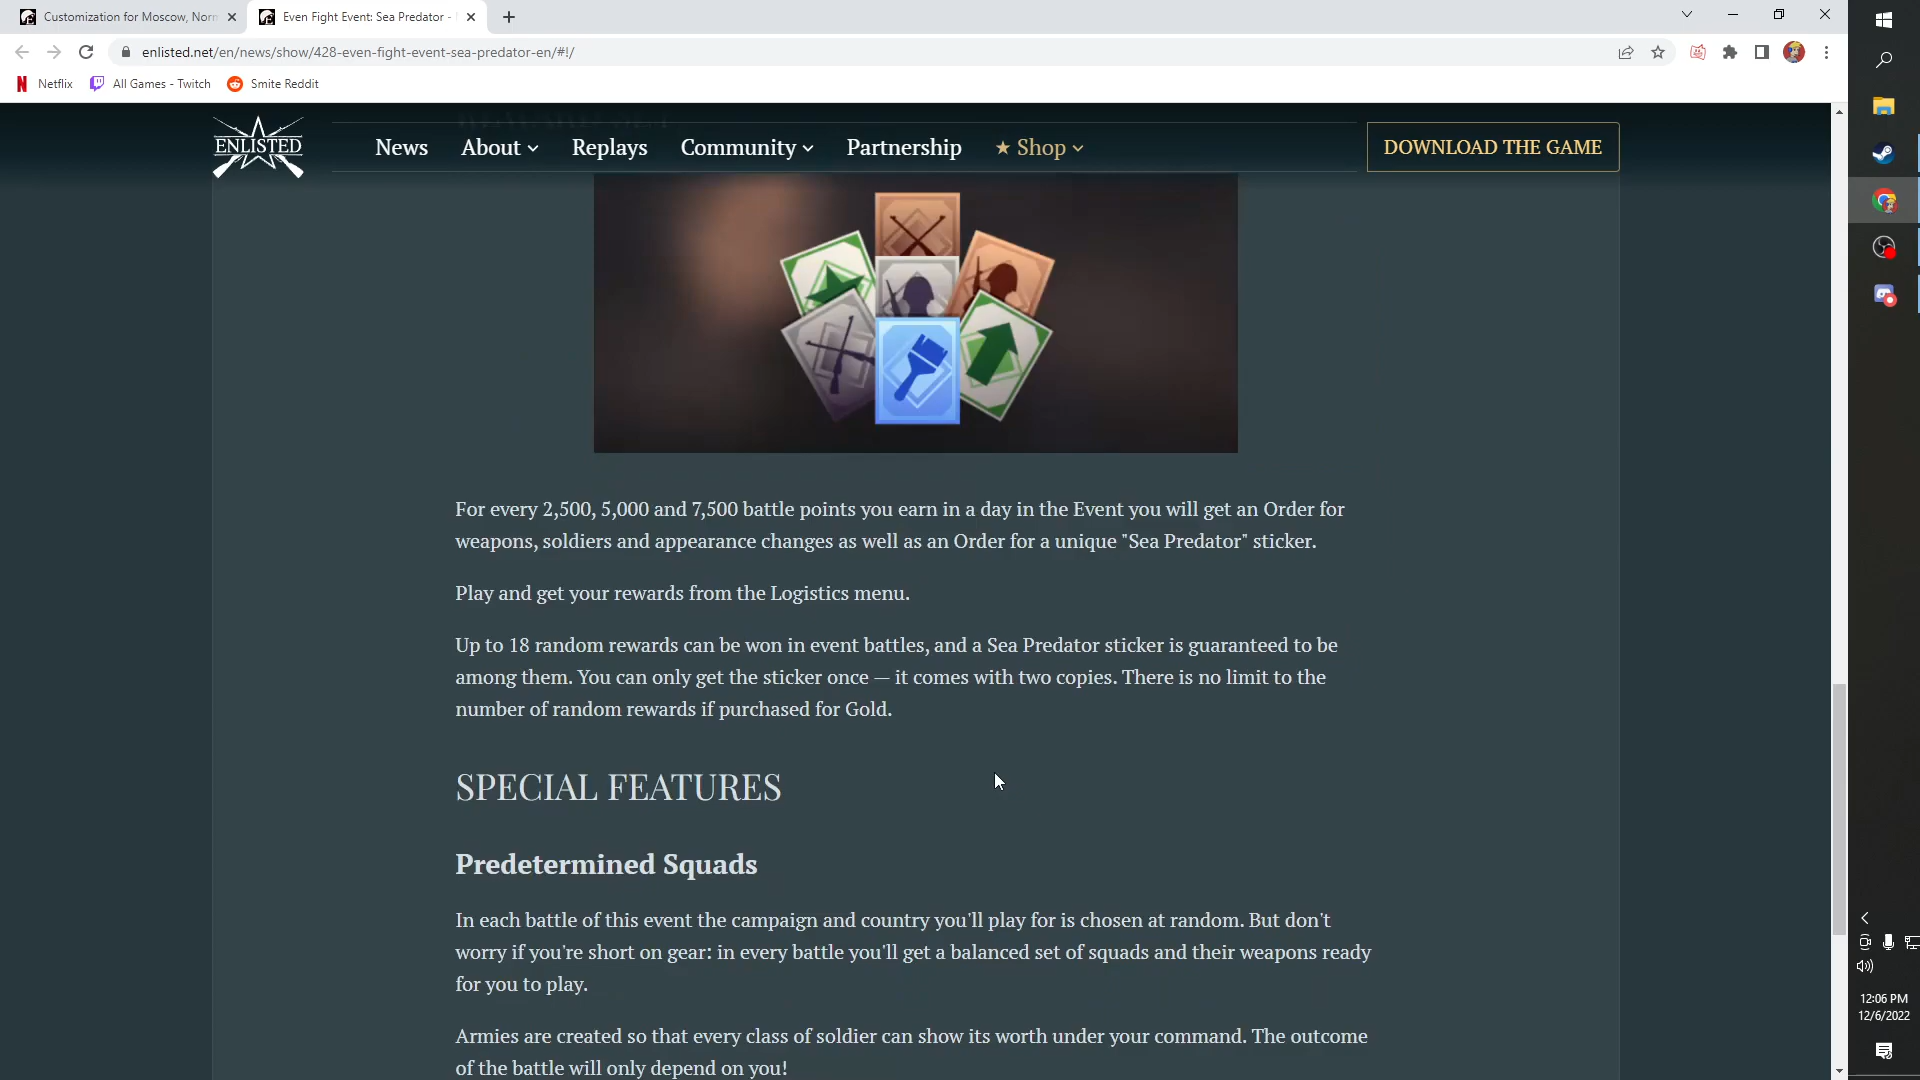 Customization for Moscow, Norn
Even Fight Event: Sea Predator -
enlisted.net/en/news/show/428-even-fight-event-sea-predator-en/#!/
Netflix
All Games - Twitch
Smite Reddit
ENLISTED
News
About
Replays
Community
Partnership
★ Shop
DOWNLOAD THE GAME
For every 2,500, 5,000 and 7,500 battle points you earn in a day in the Event you will get an Order for
weapons, soldiers and appearance changes as well as an Order for a unique "Sea Predator" sticker.
Play and get your rewards from the Logistics menu.
Up to 18 random rewards can be won in event battles, and a Sea Predator sticker is guaranteed to be
among them. You can only get the sticker once — it comes with two copies. There is no limit to the
number of random rewards if purchased for Gold.
SPECIAL FEATURES
Predetermined Squads
In each battle of this event the campaign and country you'll play for is chosen at random. But don't
worry if you're short on gear: in every battle you'll get a balanced set of squads and their weapons ready
for you to play.
Armies are created so that every class of soldier can show its worth under your command. The outcome
of the battle will only depend on you!
12:06 PM
12/6/2022